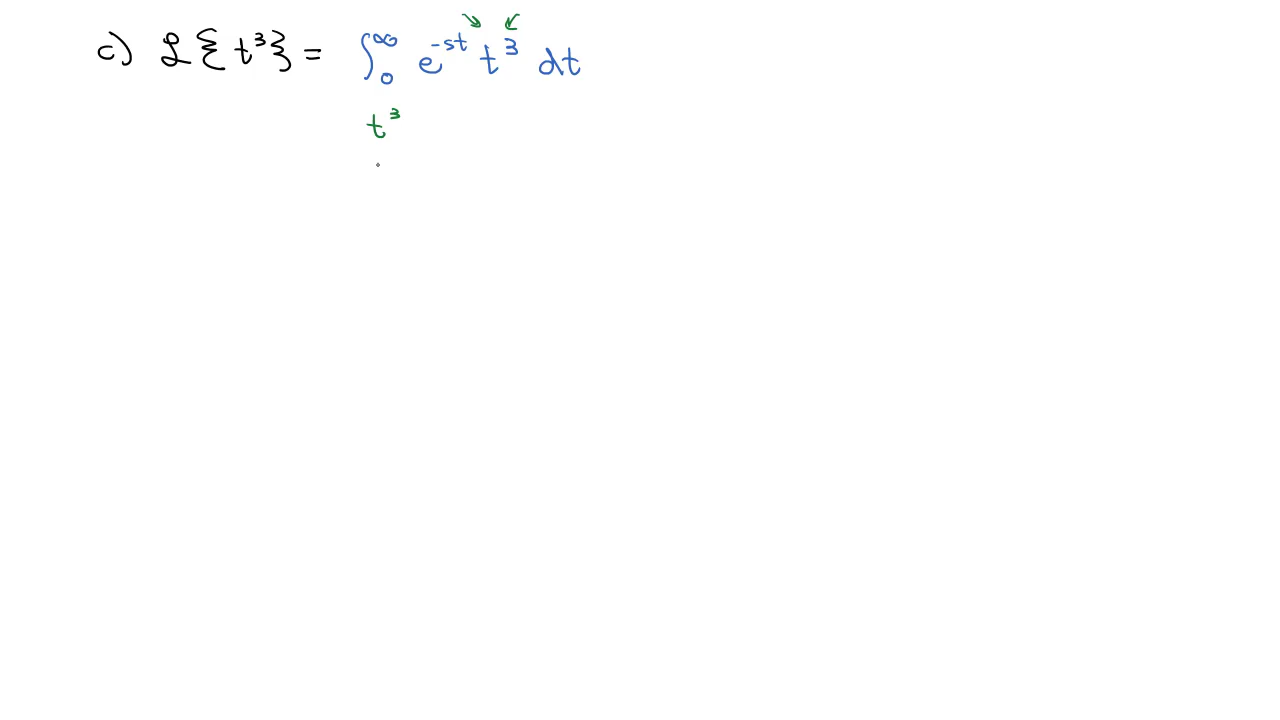 c) ℒ{t³} = ∫₀^∞ e^{-st} t³ dt
t³